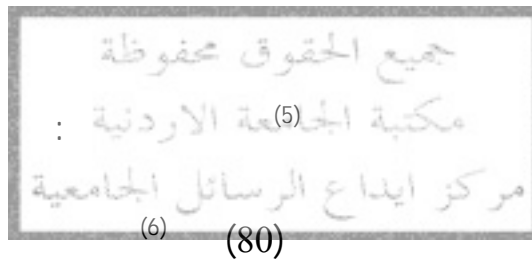 جميع الحقوق محفوظة
مكتبة الجامعة الاردنية
(5)
:
مركز ايداع الرسائل الجامعية
(6)
(80)